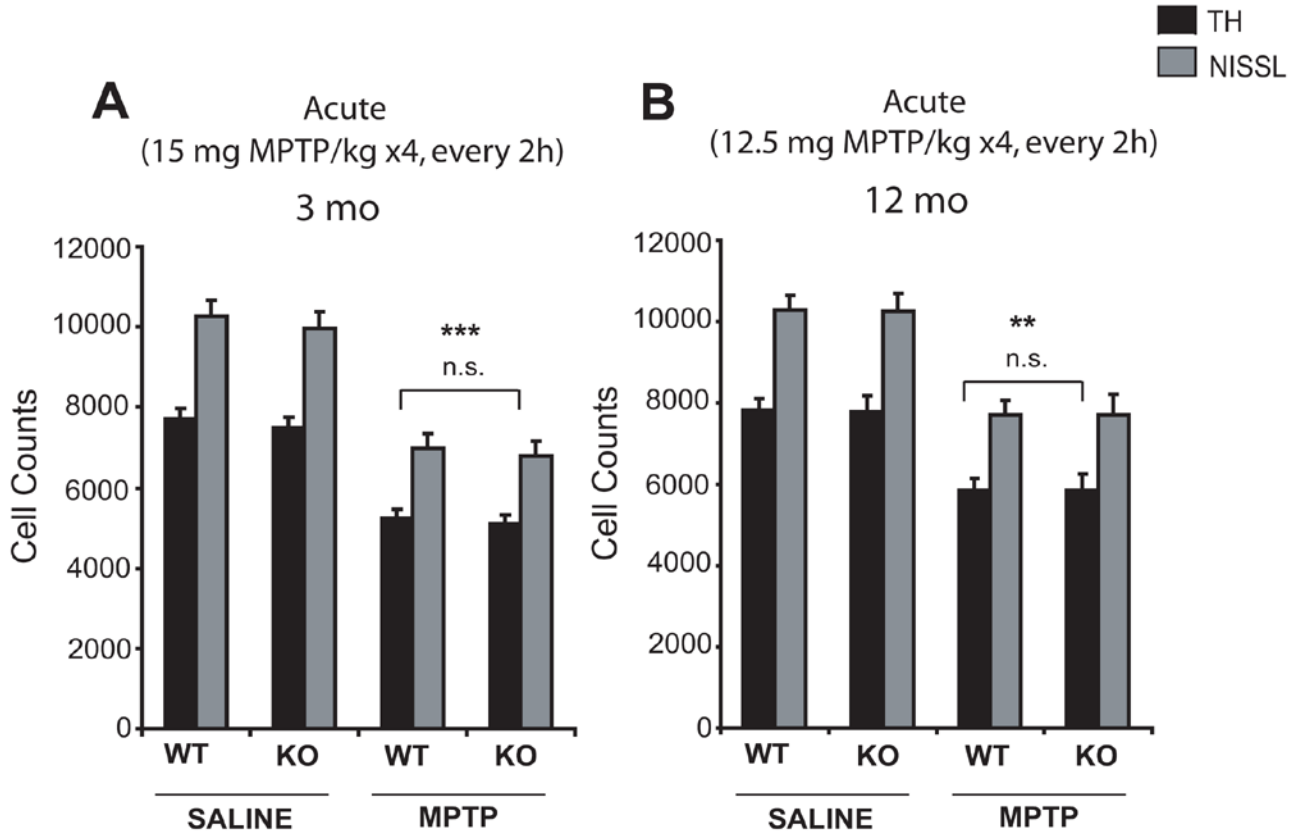 TH
NISSL
A
Acute
(15 mg MPTP/kg x4, every 2h)
3 mo
12000
10000
8000
6000
4000
2000
0
Cell Counts
***
n.s.
WT
KO
WT
KO
SALINE
MPTP
B
Acute
(12.5 mg MPTP/kg x4, every 2h)
12 mo
12000
10000
8000
6000
4000
2000
0
Cell Counts
**
n.s.
WT
KO
WT
KO
SALINE
MPTP